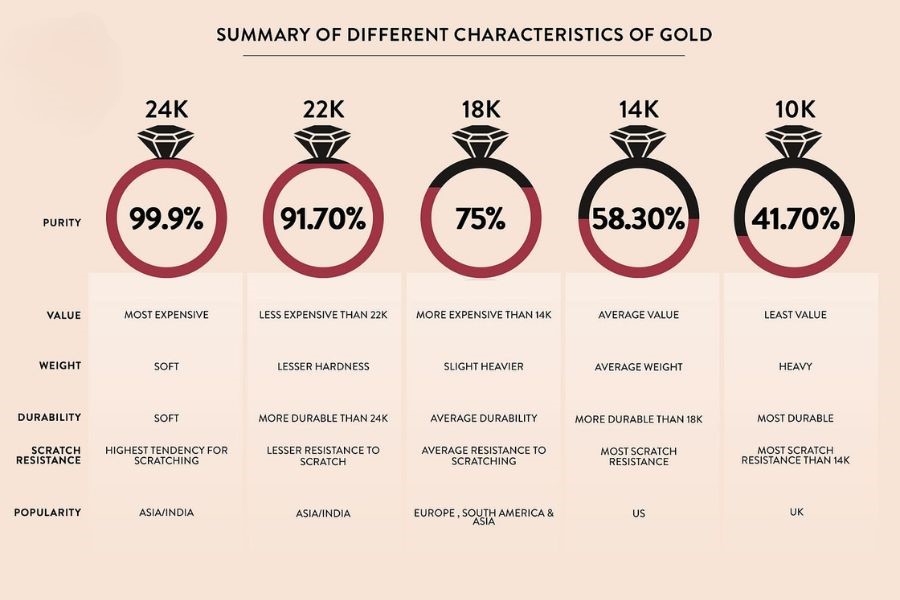 SUMMARY OF DIFFERENT CHARACTERISTICS OF GOLD
24K 22K 18K 14K 10K
PURITY 99.9% 91.70% 75% 58.30% 41.70%
VALUE MOST EXPENSIVE LESS EXPENSIVE THAN 22K MORE EXPENSIVE THAN 14K AVERAGE VALUE LEAST VALUE
WEIGHT SOFT LESSER HARDNESS SLIGHT HEAVIER AVERAGE WEIGHT HEAVY
DURABILITY SOFT MORE DURABLE THAN 24K AVERAGE DURABILITY MORE DURABLE THAN 18K MOST DURABLE
SCRATCH HIGHEST TENDENCY FOR LESSER RESISTANCE TO AVERAGE RESISTANCE TO MOST SCRATCH MOST SCRATCH
RESISTANCE SCRATCHING SCRATCH SCRATCHING RESISTANCE RESISTANCE THAN 14K
POPULARITY ASIA/INDIA ASIA/INDIA EUROPE , SOUTH AMERICA & US UK
ASIA